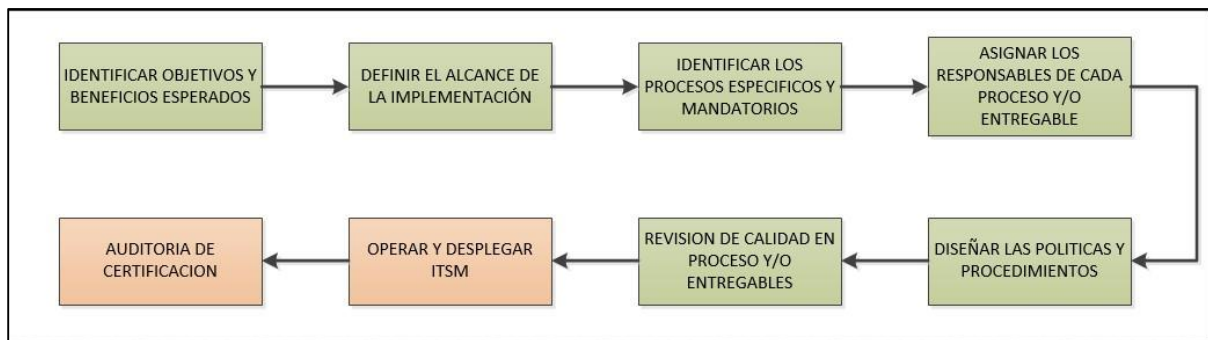 IDENTIFICAR OBJETIVOS Y
BENEFICIOS ESPERADOS
DEFINIR EL ALCANCE DE
LA IMPLEMENTACIÓN
IDENTIFICAR LOS
PROCESOS ESPECIFICOS Y
MANDATORIOS
ASIGNAR LOS
RESPONSABLES DE CADA
PROCESO Y/O
ENTREGABLE
DISEÑAR LAS POLITICAS Y
PROCEDIMIENTOS
REVISION DE CALIDAD EN
PROCESO Y/O
ENTREGABLES
OPERAR Y DESPLEGAR
ITSM
AUDITORIA DE
CERTIFICACION